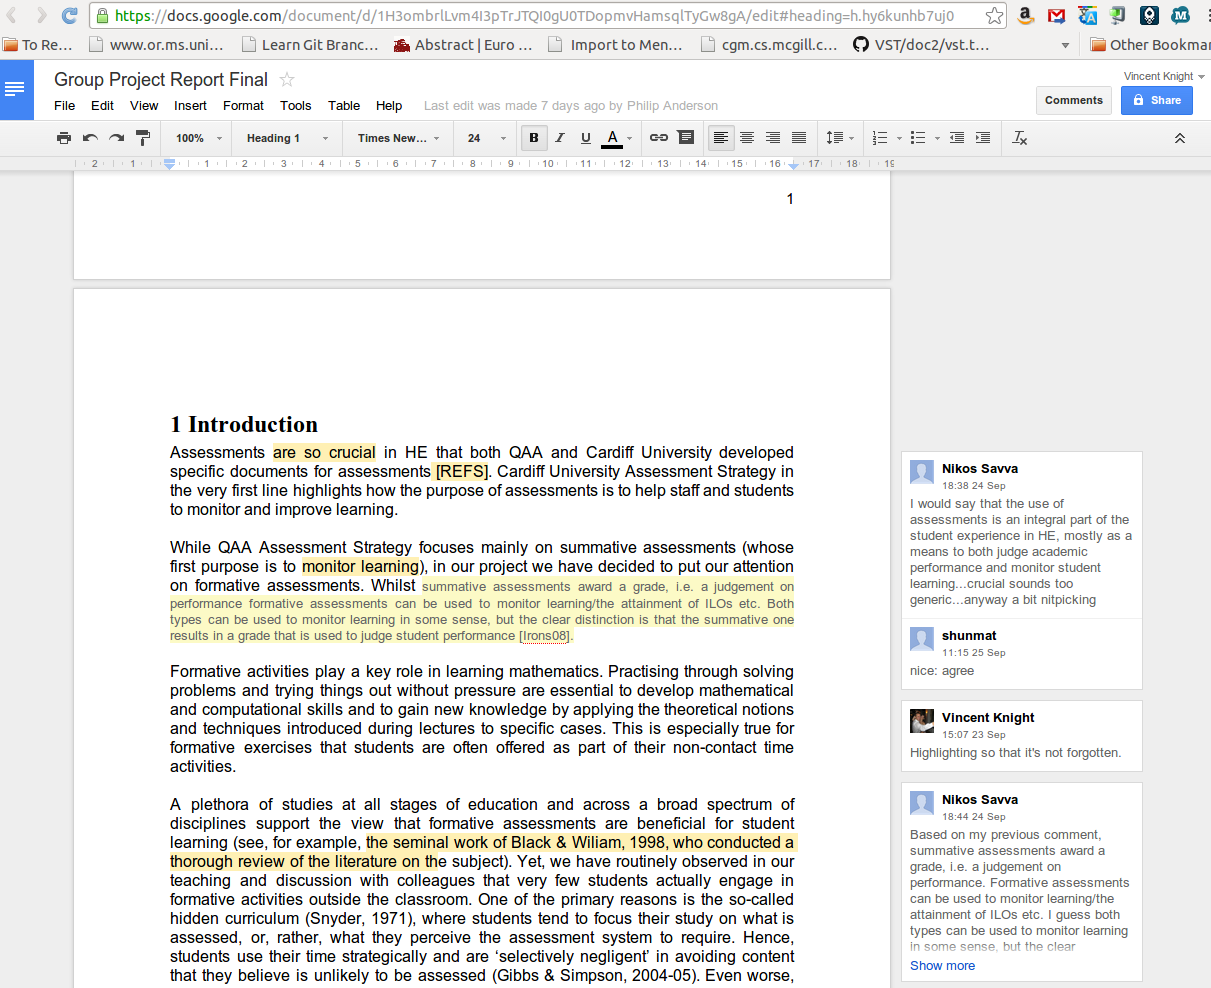 https://docs.google.com/document/d/1H3ombrlLvm4I3pTrJTQI0gU0TDopmvHamsqlTyGw8gA/edit#heading=h.hy6kunhb7uj0
To Re... www.or.ms.uni... Learn Git Branc... Abstract | Euro ... Import to Men... cgm.cs.mcgill.c... VST/doc2/vst.t... Other Bookmar
Group Project Report Final
Vincent Knight
File Edit View Insert Format Tools Table Help Last edit was made 7 days ago by Philip Anderson
Comments Share
100% Heading 1 Times New... 24 B I U A
2 1 1 2 3 4 5 6 7 8 9 10 11 12 13 14 15 16 17 18 19
1
1 Introduction
Assessments are so crucial in HE that both QAA and Cardiff University developed
specific documents for assessments [REFS]. Cardiff University Assessment Strategy in
the very first line highlights how the purpose of assessments is to help staff and students
to monitor and improve learning.
While QAA Assessment Strategy focuses mainly on summative assessments (whose
first purpose is to monitor learning), in our project we have decided to put our attention
on formative assessments. Whilst summative assessments award a grade, i.e. a judgement on
performance formative assessments can be used to monitor learning/the attainment of ILOs etc. Both
types can be used to monitor learning in some sense, but the clear distinction is that the summative one
results in a grade that is used to judge student performance [Irons08].
Formative activities play a key role in learning mathematics. Practising through solving
problems and trying things out without pressure are essential to develop mathematical
and computational skills and to gain new knowledge by applying the theoretical notions
and techniques introduced during lectures to specific cases. This is especially true for
formative exercises that students are often offered as part of their non-contact time
activities.
A plethora of studies at all stages of education and across a broad spectrum of
disciplines support the view that formative assessments are beneficial for student
learning (see, for example, the seminal work of Black & Wiliam, 1998, who conducted a
thorough review of the literature on the subject). Yet, we have routinely observed in our
teaching and discussion with colleagues that very few students actually engage in
formative activities outside the classroom. One of the primary reasons is the so-called
hidden curriculum (Snyder, 1971), where students tend to focus their study on what is
assessed, or, rather, what they perceive the assessment system to require. Hence,
students use their time strategically and are ‘selectively negligent’ in avoiding content
that they believe is unlikely to be assessed (Gibbs & Simpson, 2004-05). Even worse,
Nikos Savva
18:38 24 Sep
I would say that the use of
assessments is an integral part of the
student experience in HE, mostly as a
means to both judge academic
performance and monitor student
learning...crucial sounds too
generic...anyway a bit nitpicking
shunmat
11:15 25 Sep
nice: agree
Vincent Knight
15:07 23 Sep
Highlighting so that it's not forgotten.
Nikos Savva
18:44 24 Sep
Based on my previous comment,
summative assessments award a
grade, i.e. a judgement on
performance. Formative assessments
can be used to monitor learning/the
attainment of ILOs etc. I guess both
types can be used to monitor learning
in some sense, but the clear
Show more